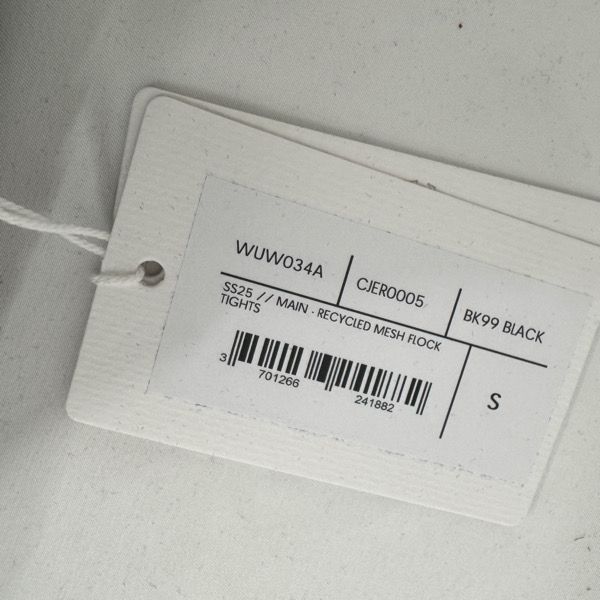 WUW034A
CJER0005
BK99 BLACK
SS25 // MAIN - RECYCLED MESH FLOCK
TIGHTS
3 701266 241882
S